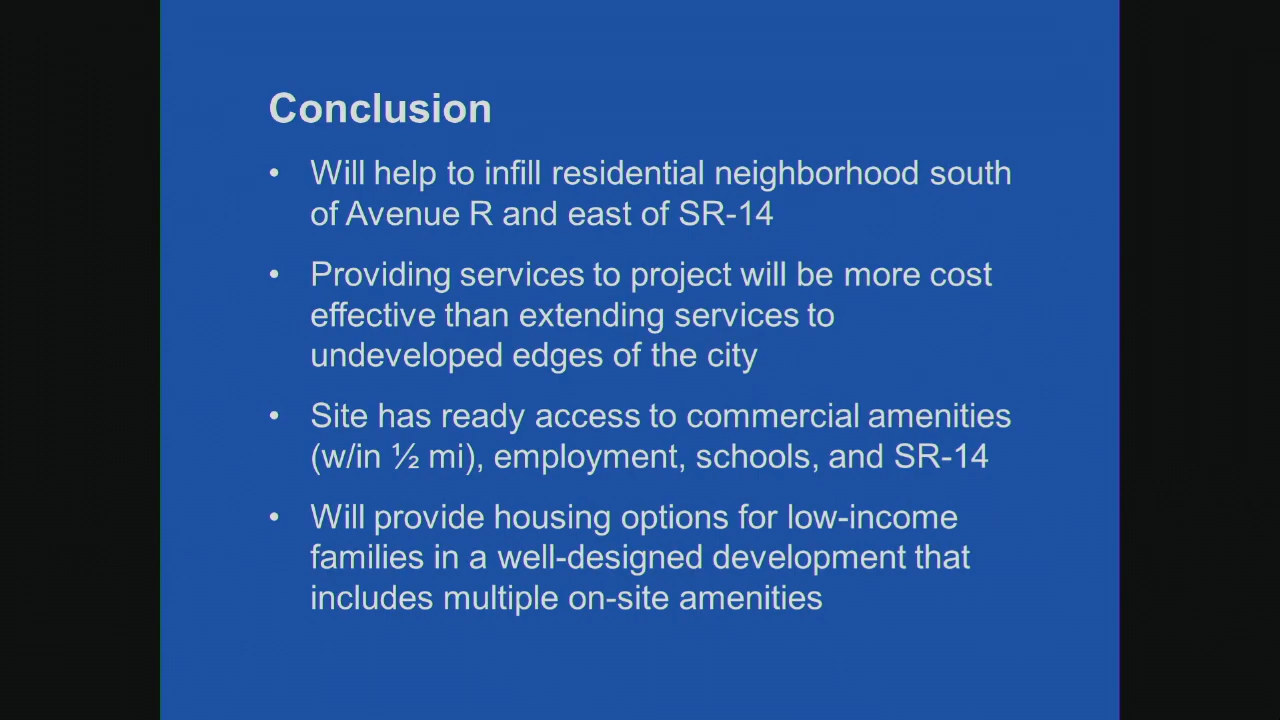 Conclusion
• Will help to infill residential neighborhood south
of Avenue R and east of SR-14
• Providing services to project will be more cost
effective than extending services to
undeveloped edges of the city
• Site has ready access to commercial amenities
(w/in ½ mi), employment, schools, and SR-14
• Will provide housing options for low-income
families in a well-designed development that
includes multiple on-site amenities